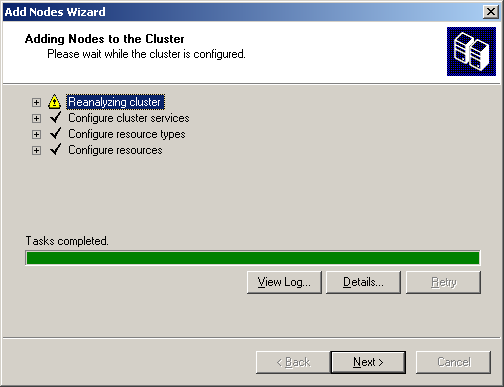 Add Nodes Wizard
Adding Nodes to the Cluster
Please wait while the cluster is configured.
Reanalyzing cluster
Configure cluster services
Configure resource types
Configure resources
Tasks completed.
View Log... Details... Retry
< Back Next > Cancel